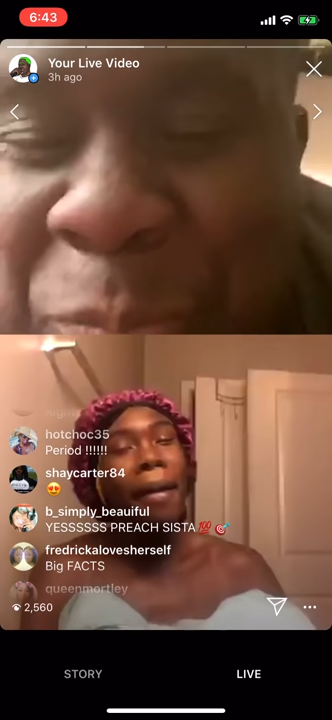 6:43
Your Live Video
3h ago
hotchoc35
Period !!!!!!
shaycarter84
😍
b_simply_beauiful
YESSSSSS PREACH SISTA 💯 🎯
fredrickalovesherself
Big FACTS
queenmortley
2,560
STORY
LIVE